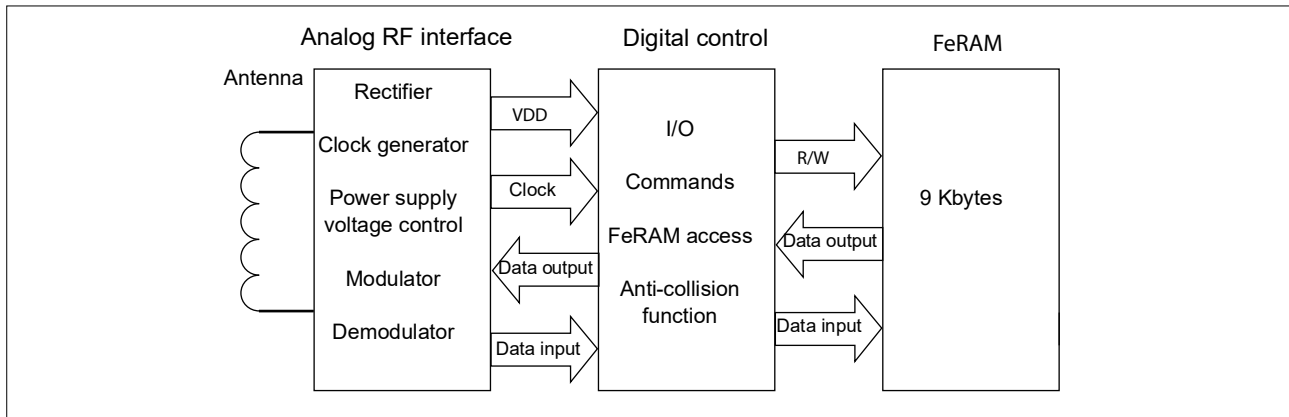 Analog RF interface
Digital control
FeRAM
Antenna
Rectifier
Clock generator
Power supply
voltage control
Modulator
Demodulator
VDD
Clock
Data output
Data input
I/O
Commands
FeRAM access
Anti-collision
function
R/W
Data output
Data input
9 Kbytes